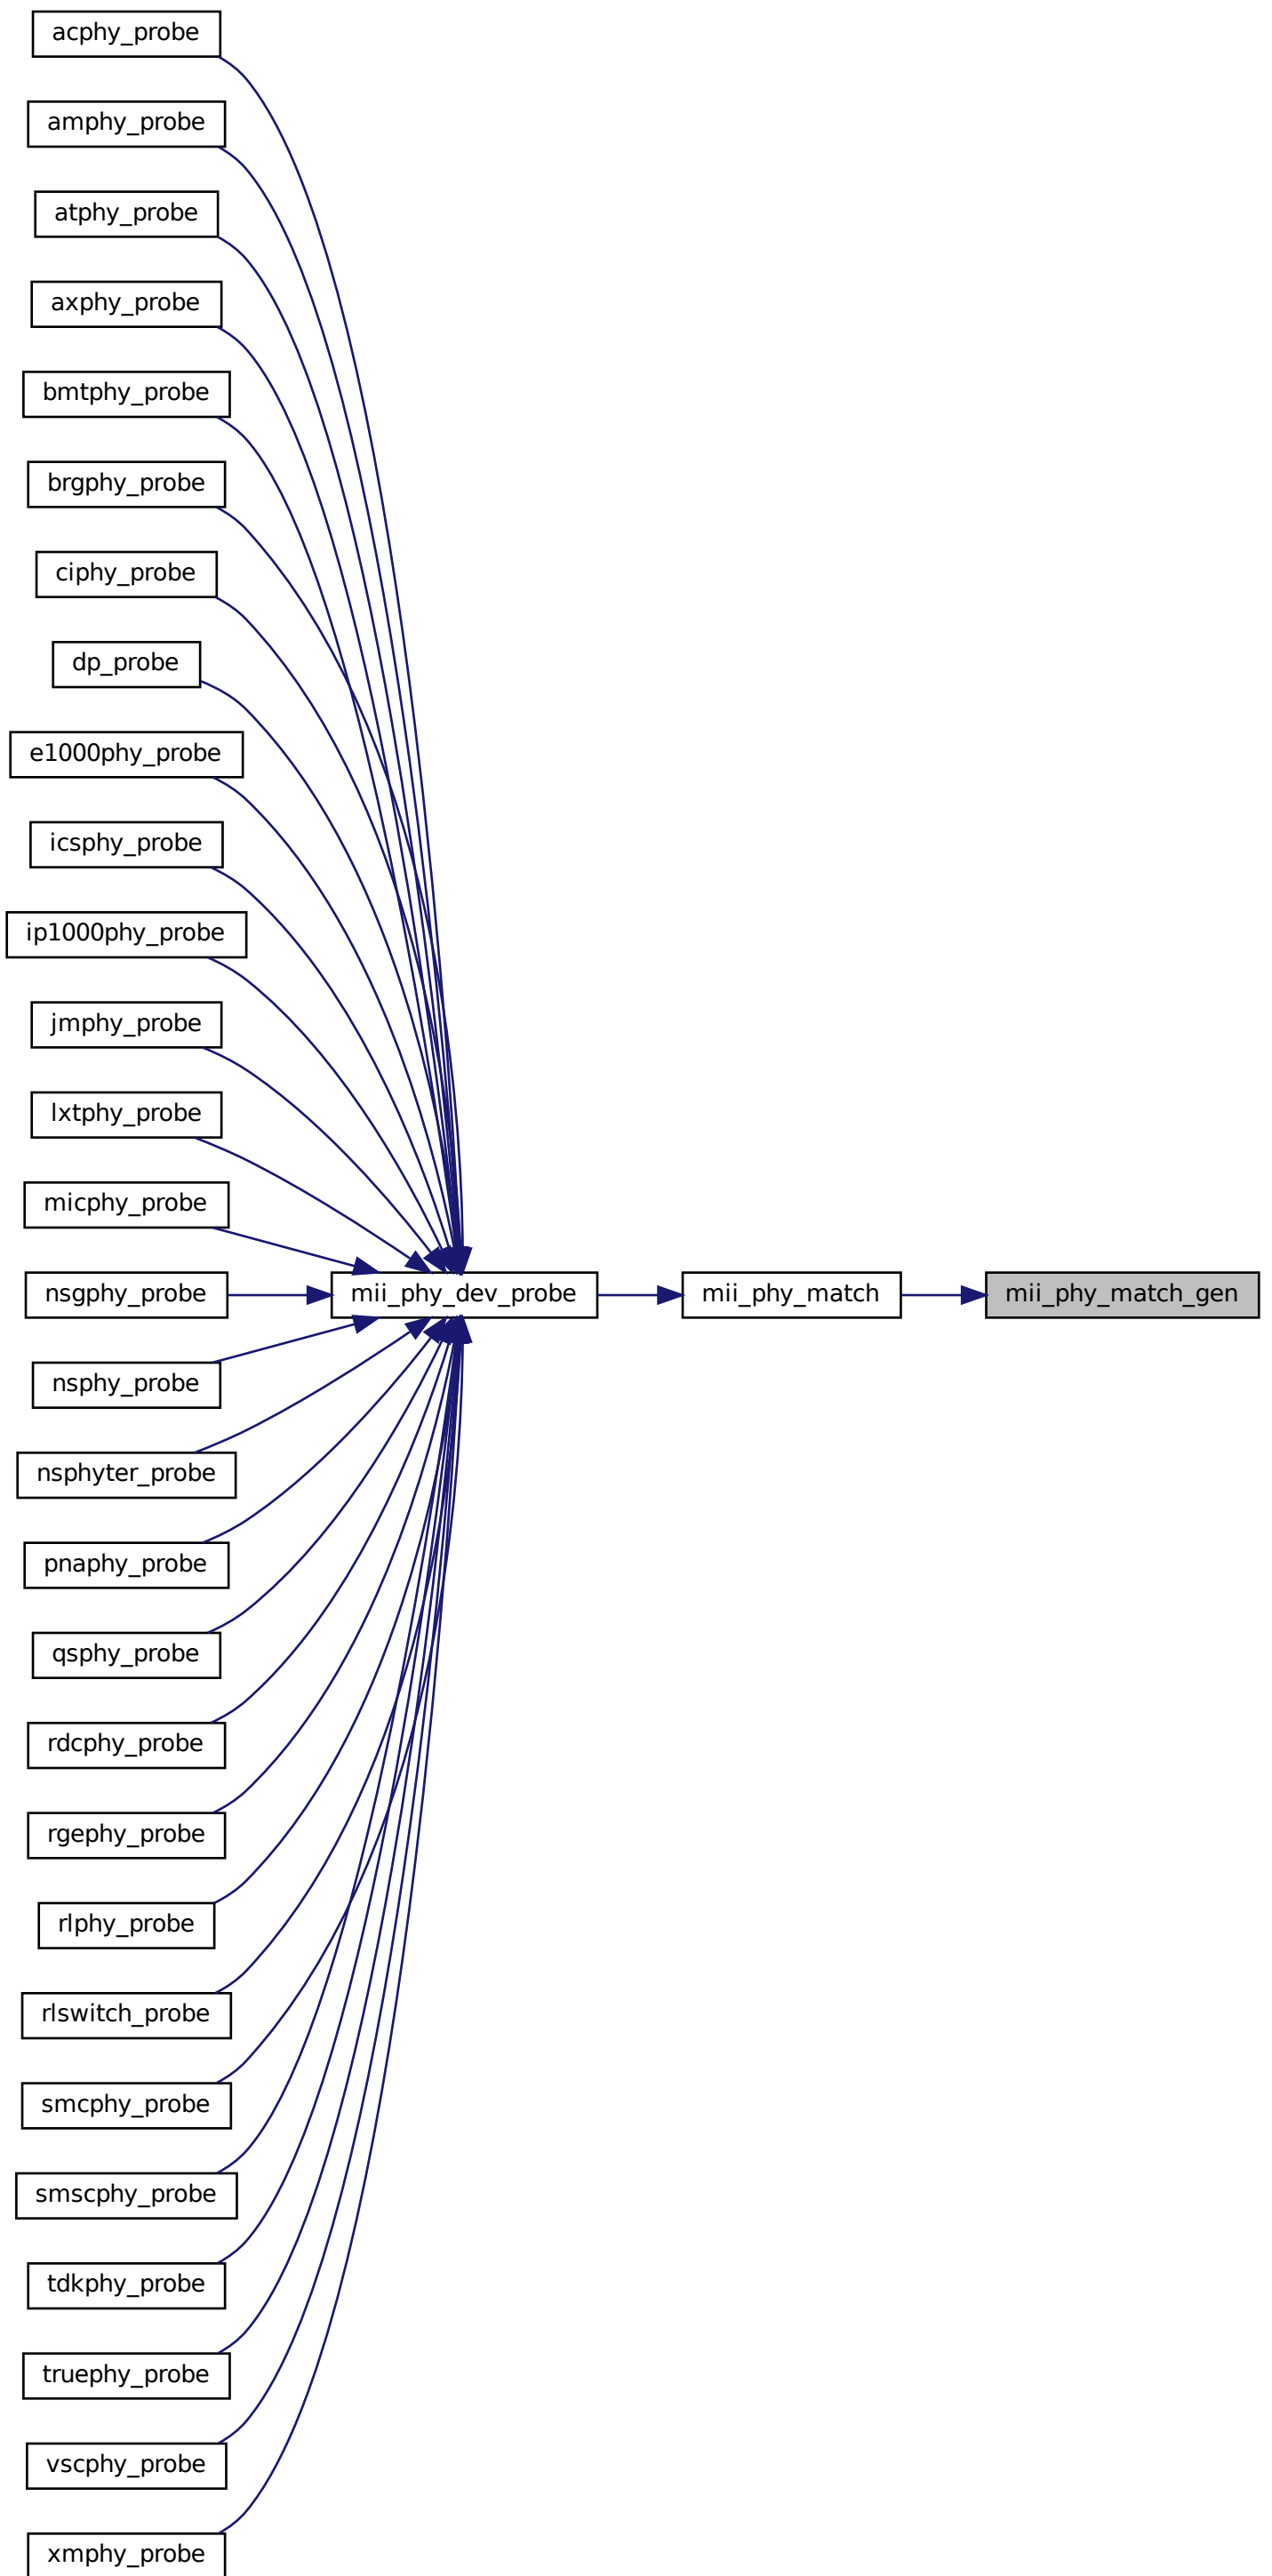 acphy_probe
amphy_probe
atphy_probe
axphy_probe
bmtphy_probe
brgphy_probe
ciphy_probe
dp_probe
e1000phy_probe
icsphy_probe
ip1000phy_probe
jmphy_probe
lxtphy_probe
micphy_probe
nsgphy_probe
mii_phy_dev_probe
mii_phy_match
mii_phy_match_gen
nsphy_probe
nsphyter_probe
pnaphy_probe
qsphy_probe
rdcphy_probe
rgephy_probe
rlphy_probe
rlswitch_probe
smcphy_probe
smscphy_probe
tdkphy_probe
truephy_probe
vscphy_probe
xmphy_probe